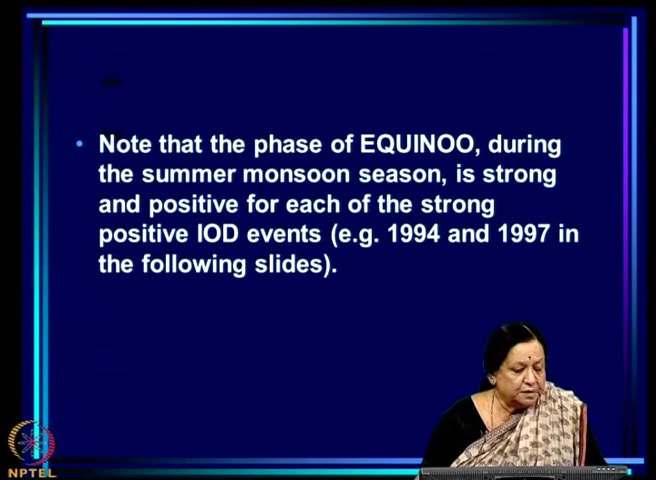 • Note that the phase of EQUINOO, during
the summer monsoon season, is strong
and positive for each of the strong
positive IOD events (e.g. 1994 and 1997 in
the following slides).
NPTEL